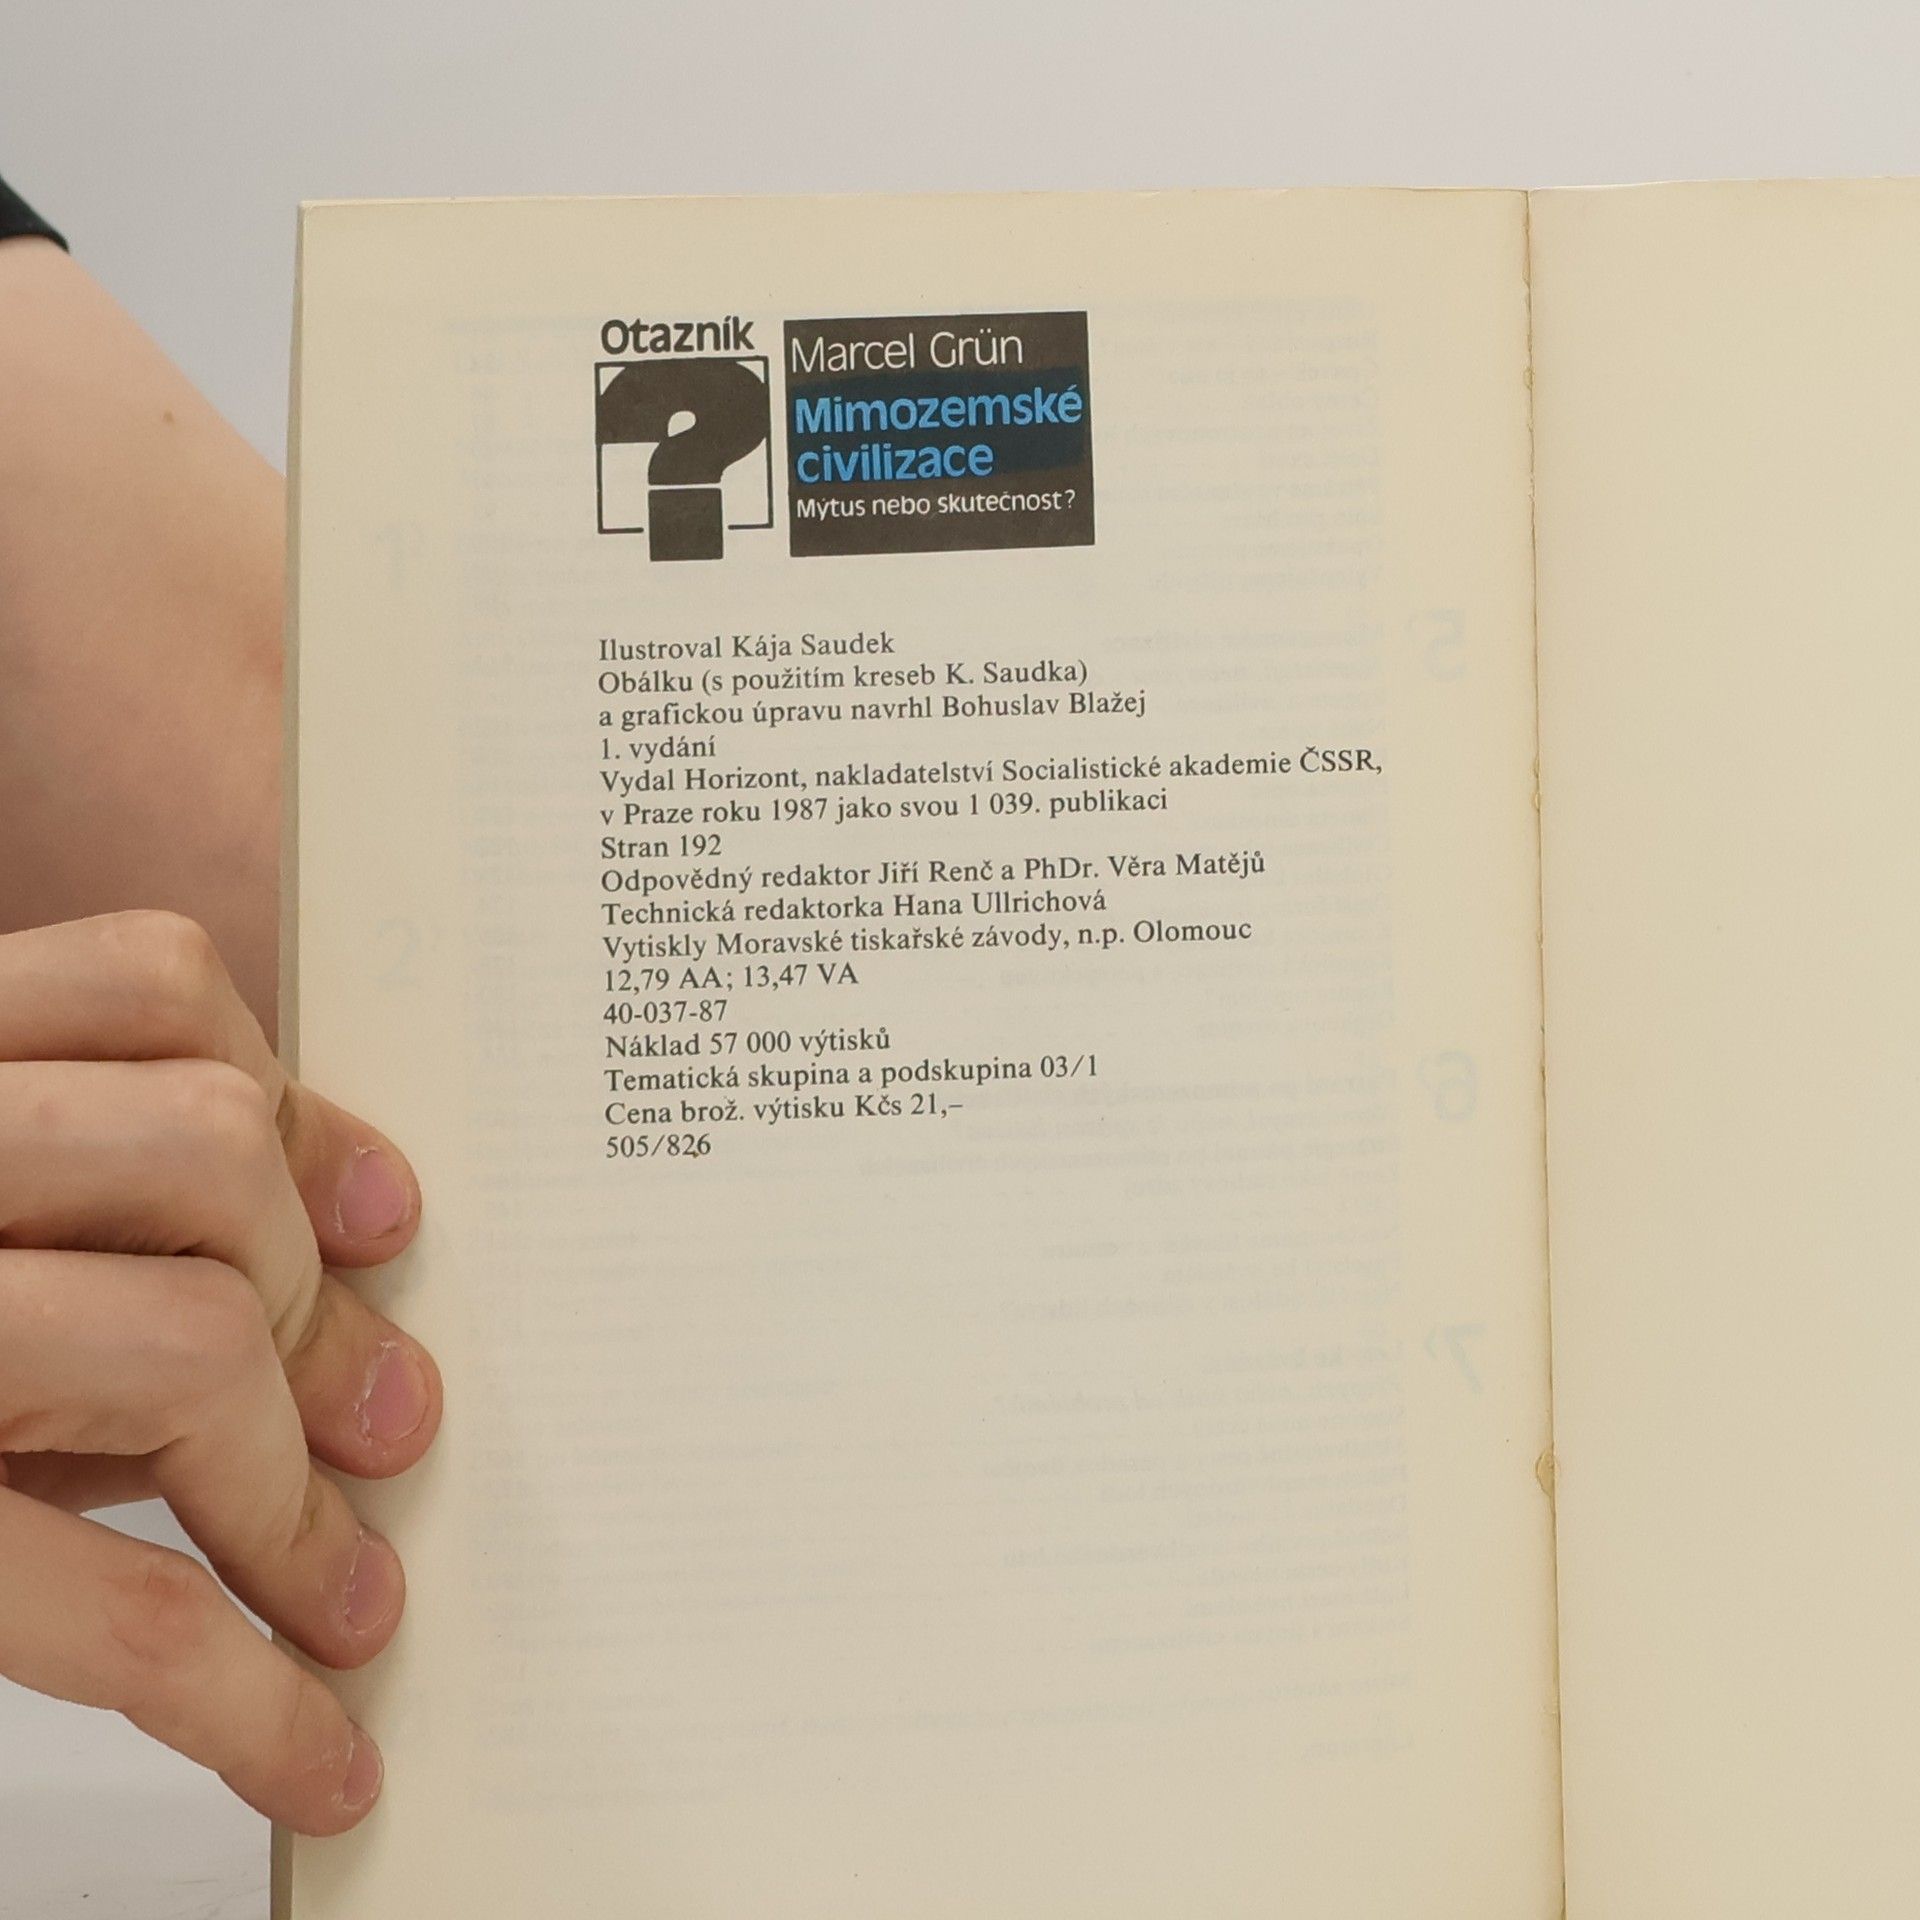 Otazník
Marcel Grün
Mimozemské
civilizace
Mýtus nebo skutečnost?
Ilustroval Kája Saudek
Obálku (s použitím kreseb K. Saudka)
a grafickou úpravu navrhl Bohuslav Blažej
1. vydání
Vydal Horizont, nakladatelství Socialistické akademie ČSSR,
v Praze roku 1987 jako svou 1 039. publikaci
Stran 192
Odpovědný redaktor Jiří Renč a PhDr. Věra Matějů
Technická redaktorka Hana Ullrichová
Vytiskly Moravské tiskařské závody, n.p. Olomouc
12,79 AA; 13,47 VA
40-037-87
Náklad 57 000 výtisků
Tematická skupina a podskupina 03/1
Cena brož. výtisku Kčs 21,–
505/826